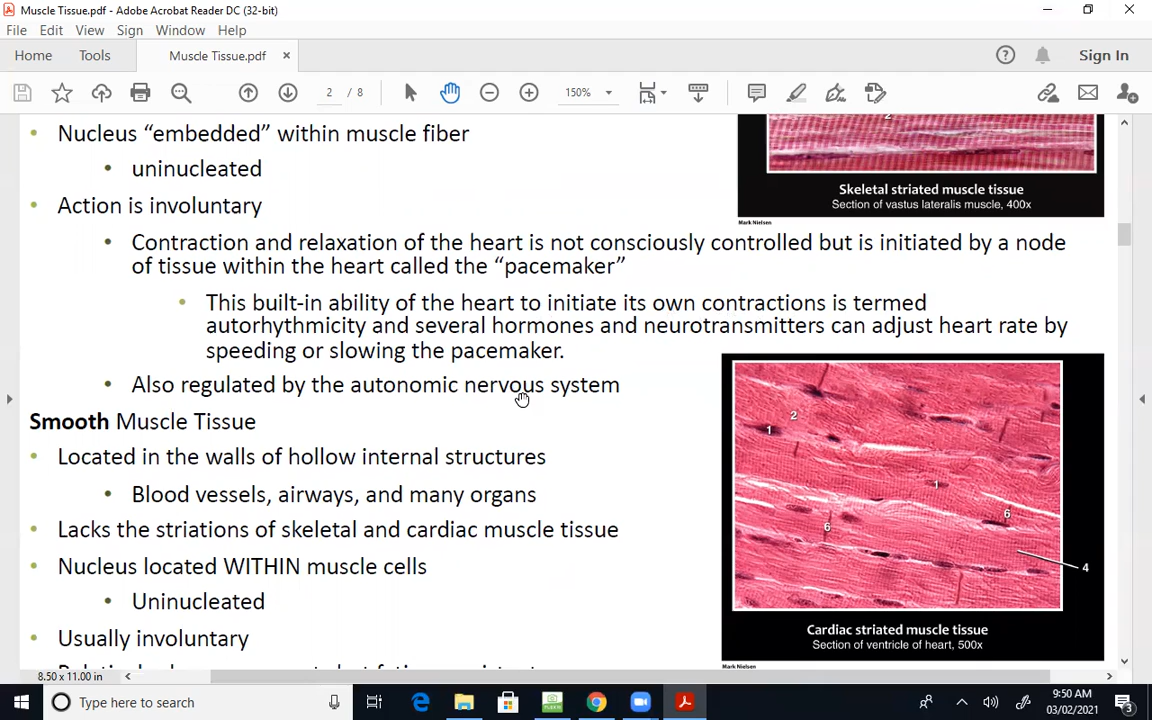 Muscle Tissue.pdf - Adobe Acrobat Reader DC (32-bit)
File Edit View Sign Window Help
Home Tools Muscle Tissue.pdf × Sign In
2 / 8 150%
• Nucleus “embedded” within muscle fiber
• uninucleated
• Action is involuntary
• Contraction and relaxation of the heart is not consciously controlled but is initiated by a node
of tissue within the heart called the “pacemaker”
• This built-in ability of the heart to initiate its own contractions is termed
autorhythmicity and several hormones and neurotransmitters can adjust heart rate by
speeding or slowing the pacemaker.
• Also regulated by the autonomic nervous system
Smooth Muscle Tissue
• Located in the walls of hollow internal structures
• Blood vessels, airways, and many organs
• Lacks the striations of skeletal and cardiac muscle tissue
• Nucleus located WITHIN muscle cells
• Uninucleated
• Usually involuntary
2
Skeletal striated muscle tissue
Section of vastus lateralis muscle, 400x
Mark Nielsen
2
1
1
6
6
4
Cardiac striated muscle tissue
Section of ventricle of heart, 500x
Mark Nielsen
8.50 x 11.00 in
Type here to search
9:50 AM
03/02/2021
3